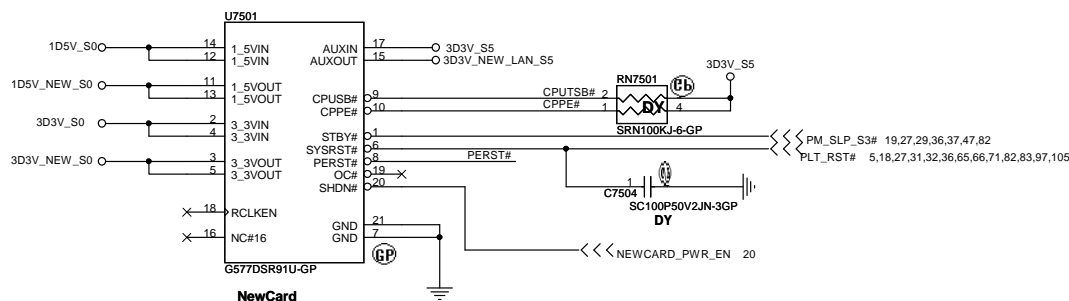 U7501
1D5V_S0
14 1_5VIN
12 1_5VIN
1D5V_NEW_S0
11 1_5VOUT
13 1_5VOUT
3D3V_S0
2 3_3VIN
4 3_3VIN
3D3V_NEW_S0
3 3_3VOUT
5 3_3VOUT
18 RCLKEN
16 NC#16
AUXIN 17 3D3V_S5
AUXOUT 15 3D3V_NEW_LAN_S5
CPUSB# 9 CPUTSB# 2
CPPE# 10 CPPE# 1
RN7501
3D3V_S5
3
4
DY
SRN100KJ-6-GP
STBY# 1 PM_SLP_S3# 19,27,29,36,37,47,82
SYSRST# 6 PLT_RST# 5,18,27,31,32,36,65,66,71,82,83,97,105
PERST# 8 PERST#
OC# 19
SHDN# 20
1
C7504
SC100P50V2JN-3GP
DY
GND 21
GND 7
GP
NEWCARD_PWR_EN 20
G577DSR91U-GP
NewCard